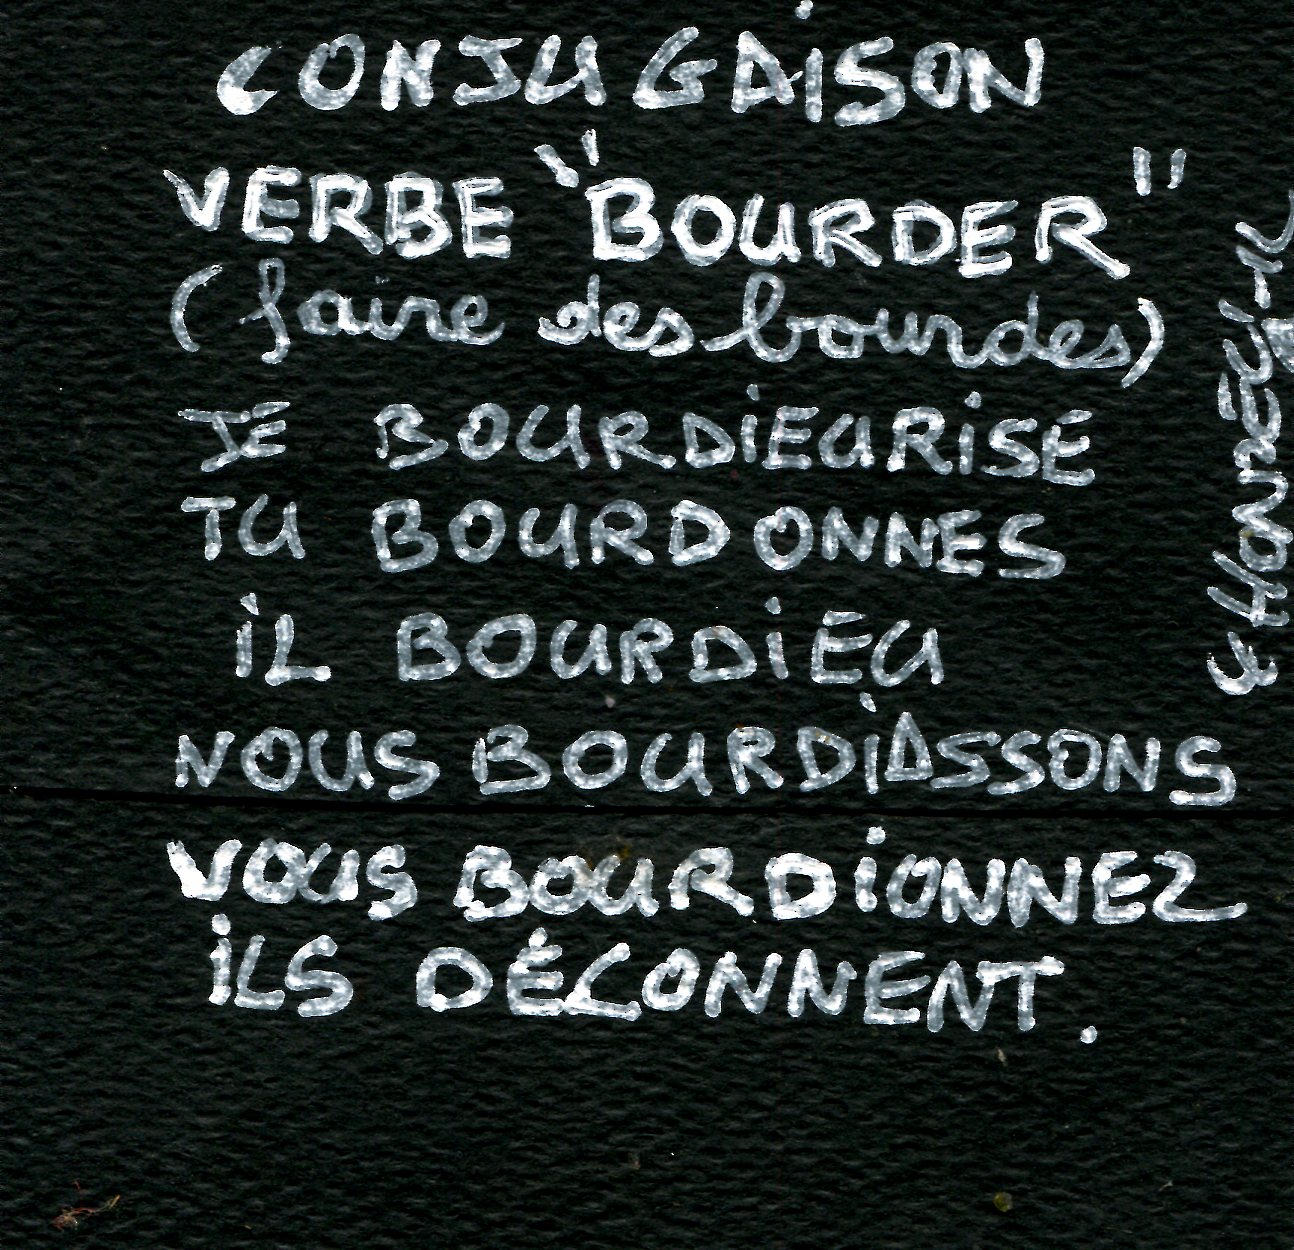 CONJUGAISON
VERBE "BOURDER"
(faire des bourdes)
JE BOURDIEURISE
TU BOURDONNES
iL BOURDiEU
NOUS BOURDiASSONS
VOUS BOURDiONNEZ
iLS DÉCONNENT.